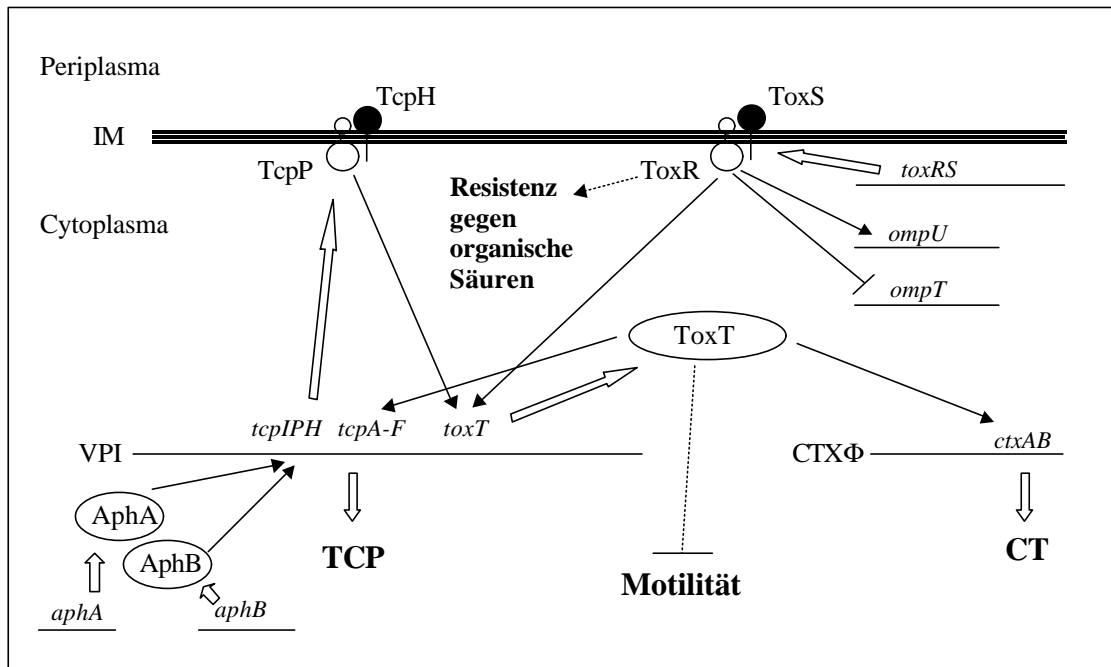 Periplasma
TcpH
ToxS
IM
TcpP
ToxR
toxRS
Resistenz
gegen
organische
Säuren
Cytoplasma
ompU
ompT
ToxT
tcpIPH tcpA-F toxT
ctxAB
VPI
CTXΦ
AphA
AphB
TCP
CT
Motilität
aphA
aphB